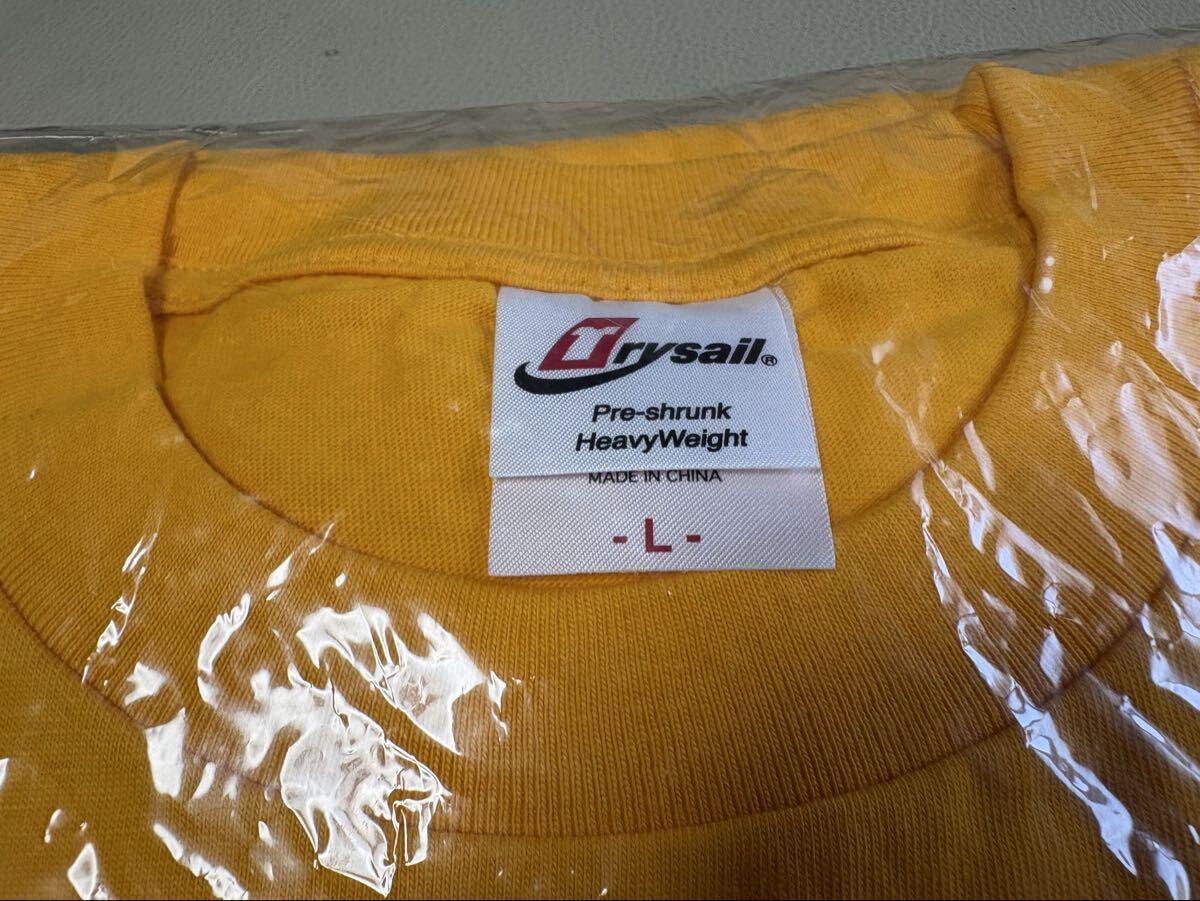 Trysail®
Pre-shrunk
HeavyWeight
MADE IN CHINA
- L -